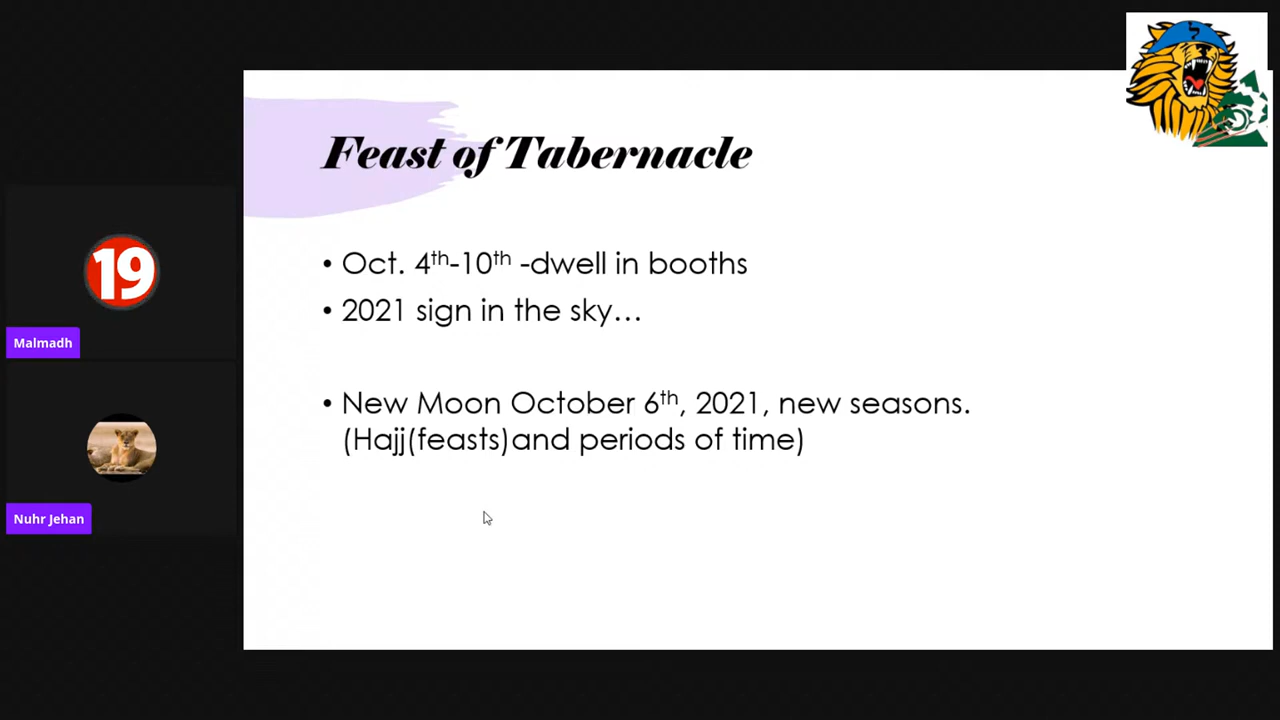 Feast of Tabernacle
• Oct. 4th-10th -dwell in booths
• 2021 sign in the sky…
• New Moon October 6th, 2021, new seasons.
(Hajj(feasts)and periods of time)
19
Malmadh
Nuhr Jehan